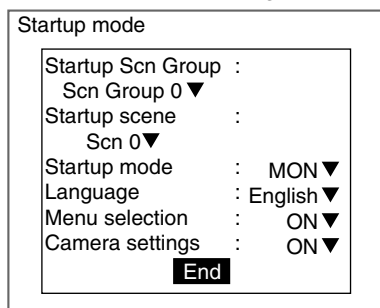 Startup mode
Startup Scn Group :
Scn Group 0▼
Startup scene :
Scn 0▼
Startup mode : MON▼
Language : English▼
Menu selection : ON▼
Camera settings : ON▼
End